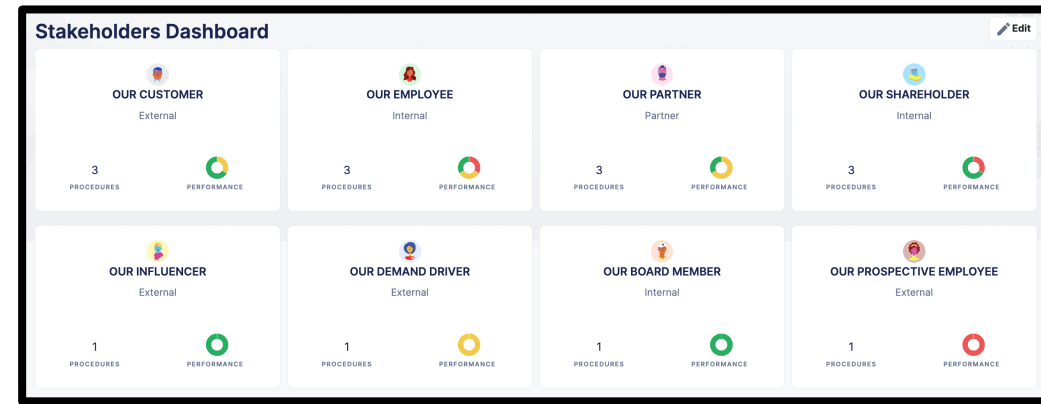 Stakeholders Dashboard
Edit
OUR CUSTOMER
External
3
PROCEDURES
PERFORMANCE
OUR EMPLOYEE
Internal
3
PROCEDURES
PERFORMANCE
OUR PARTNER
Partner
3
PROCEDURES
PERFORMANCE
OUR SHAREHOLDER
Internal
3
PROCEDURES
PERFORMANCE
OUR INFLUENCER
External
1
PROCEDURES
PERFORMANCE
OUR DEMAND DRIVER
External
1
PROCEDURES
PERFORMANCE
OUR BOARD MEMBER
Internal
1
PROCEDURES
PERFORMANCE
OUR PROSPECTIVE EMPLOYEE
External
1
PROCEDURES
PERFORMANCE